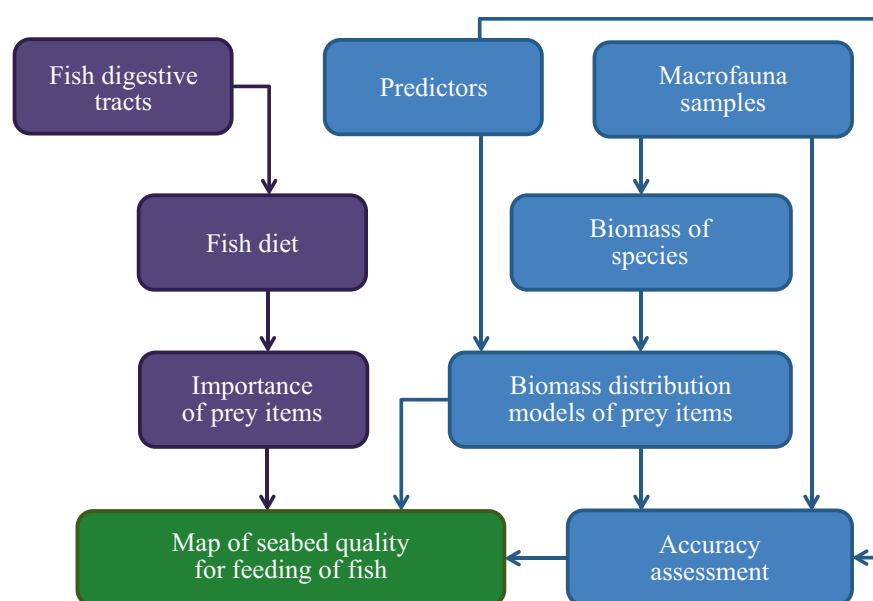 Fish digestive
tracts
Predictors
Macrofauna
samples
Fish diet
Biomass of
species
Importance
of prey items
Biomass distribution
models of prey items
Map of seabed quality
for feeding of fish
Accuracy
assessment